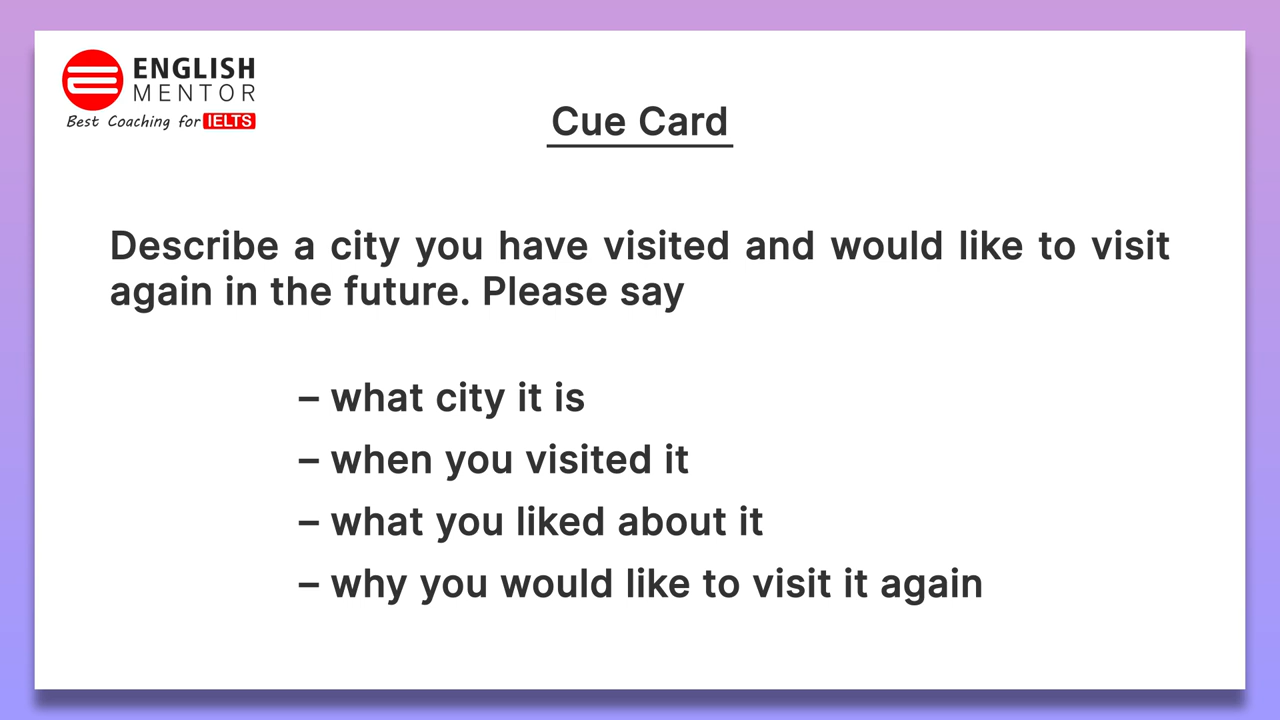 ENGLISH
MENTOR
Best Coaching for IELTS
Cue Card
Describe a city you have visited and would like to visit
again in the future. Please say
– what city it is
– when you visited it
– what you liked about it
– why you would like to visit it again